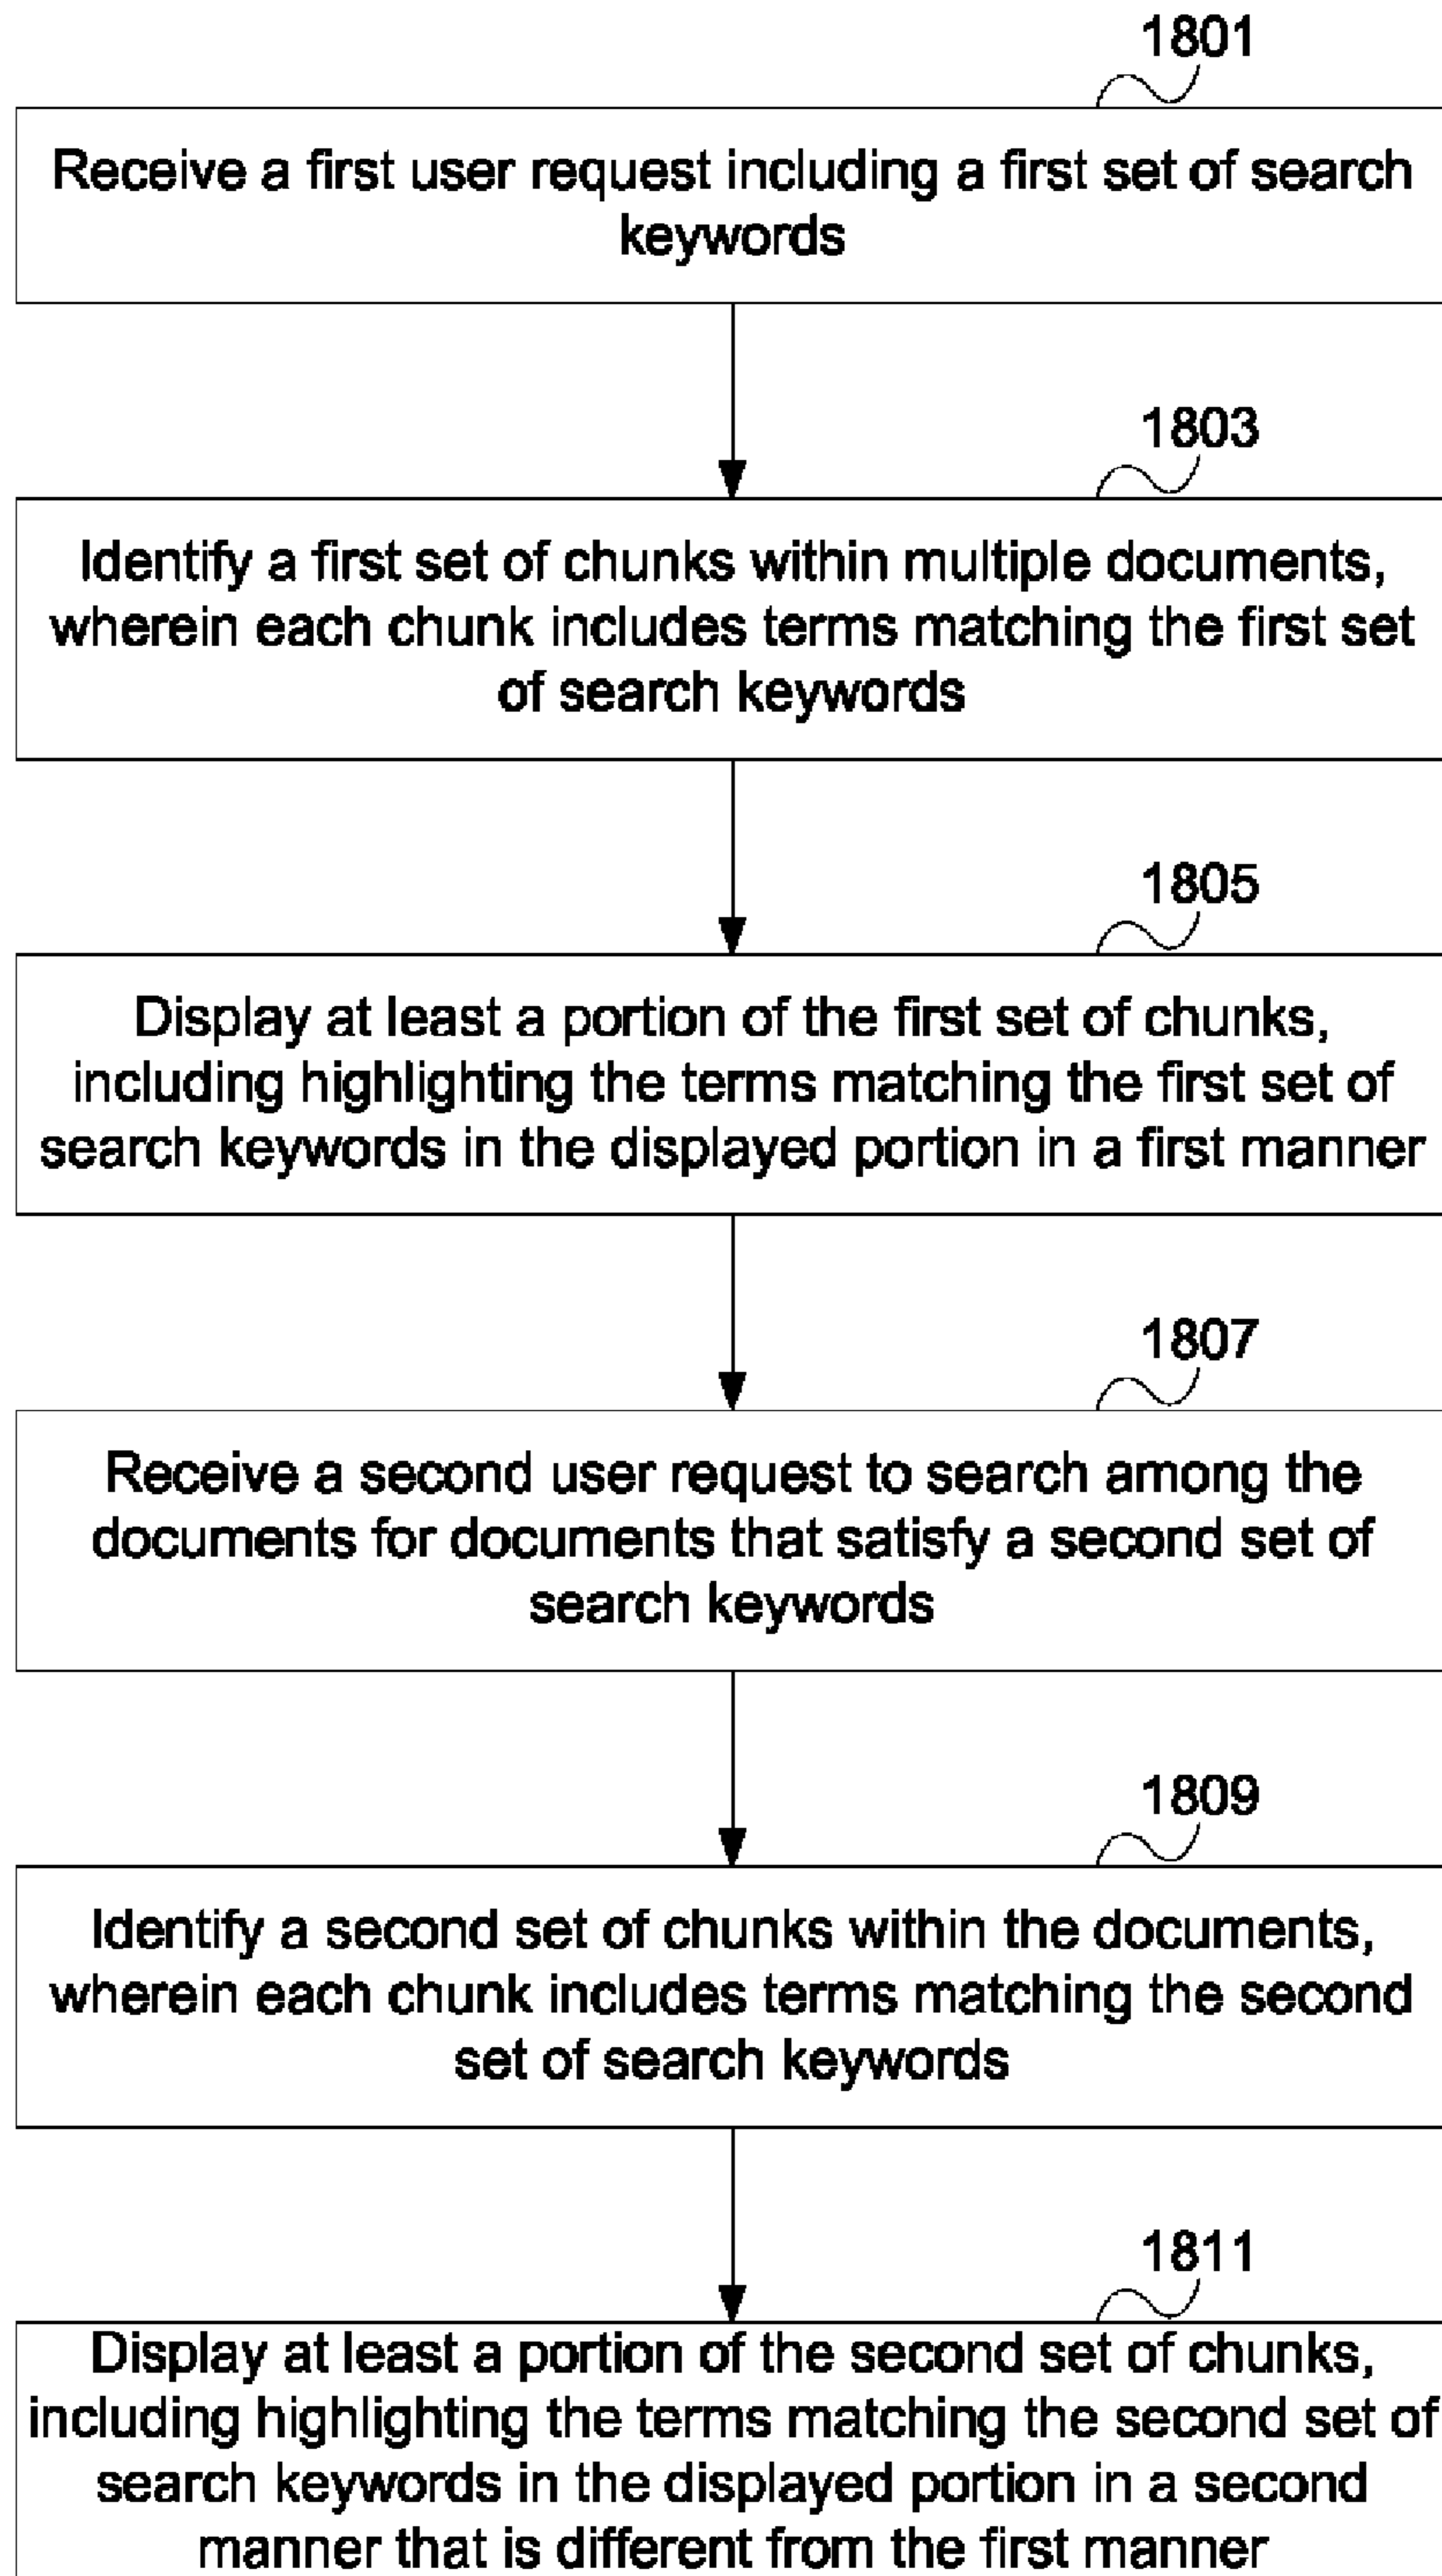 1801
Receive a first user request including a first set of search
keywords
1803
Identify a first set of chunks within multiple documents,
wherein each chunk includes terms matching the first set
of search keywords
1805
Display at least a portion of the first set of chunks,
including highlighting the terms matching the first set of
search keywords in the displayed portion in a first manner
1807
Receive a second user request to search among the
documents for documents that satisfy a second set of
search keywords
1809
Identify a second set of chunks within the documents,
wherein each chunk includes terms matching the second
set of search keywords
1811
Display at least a portion of the second set of chunks,
including highlighting the terms matching the second set of
search keywords in the displayed portion in a second
manner that is different from the first manner